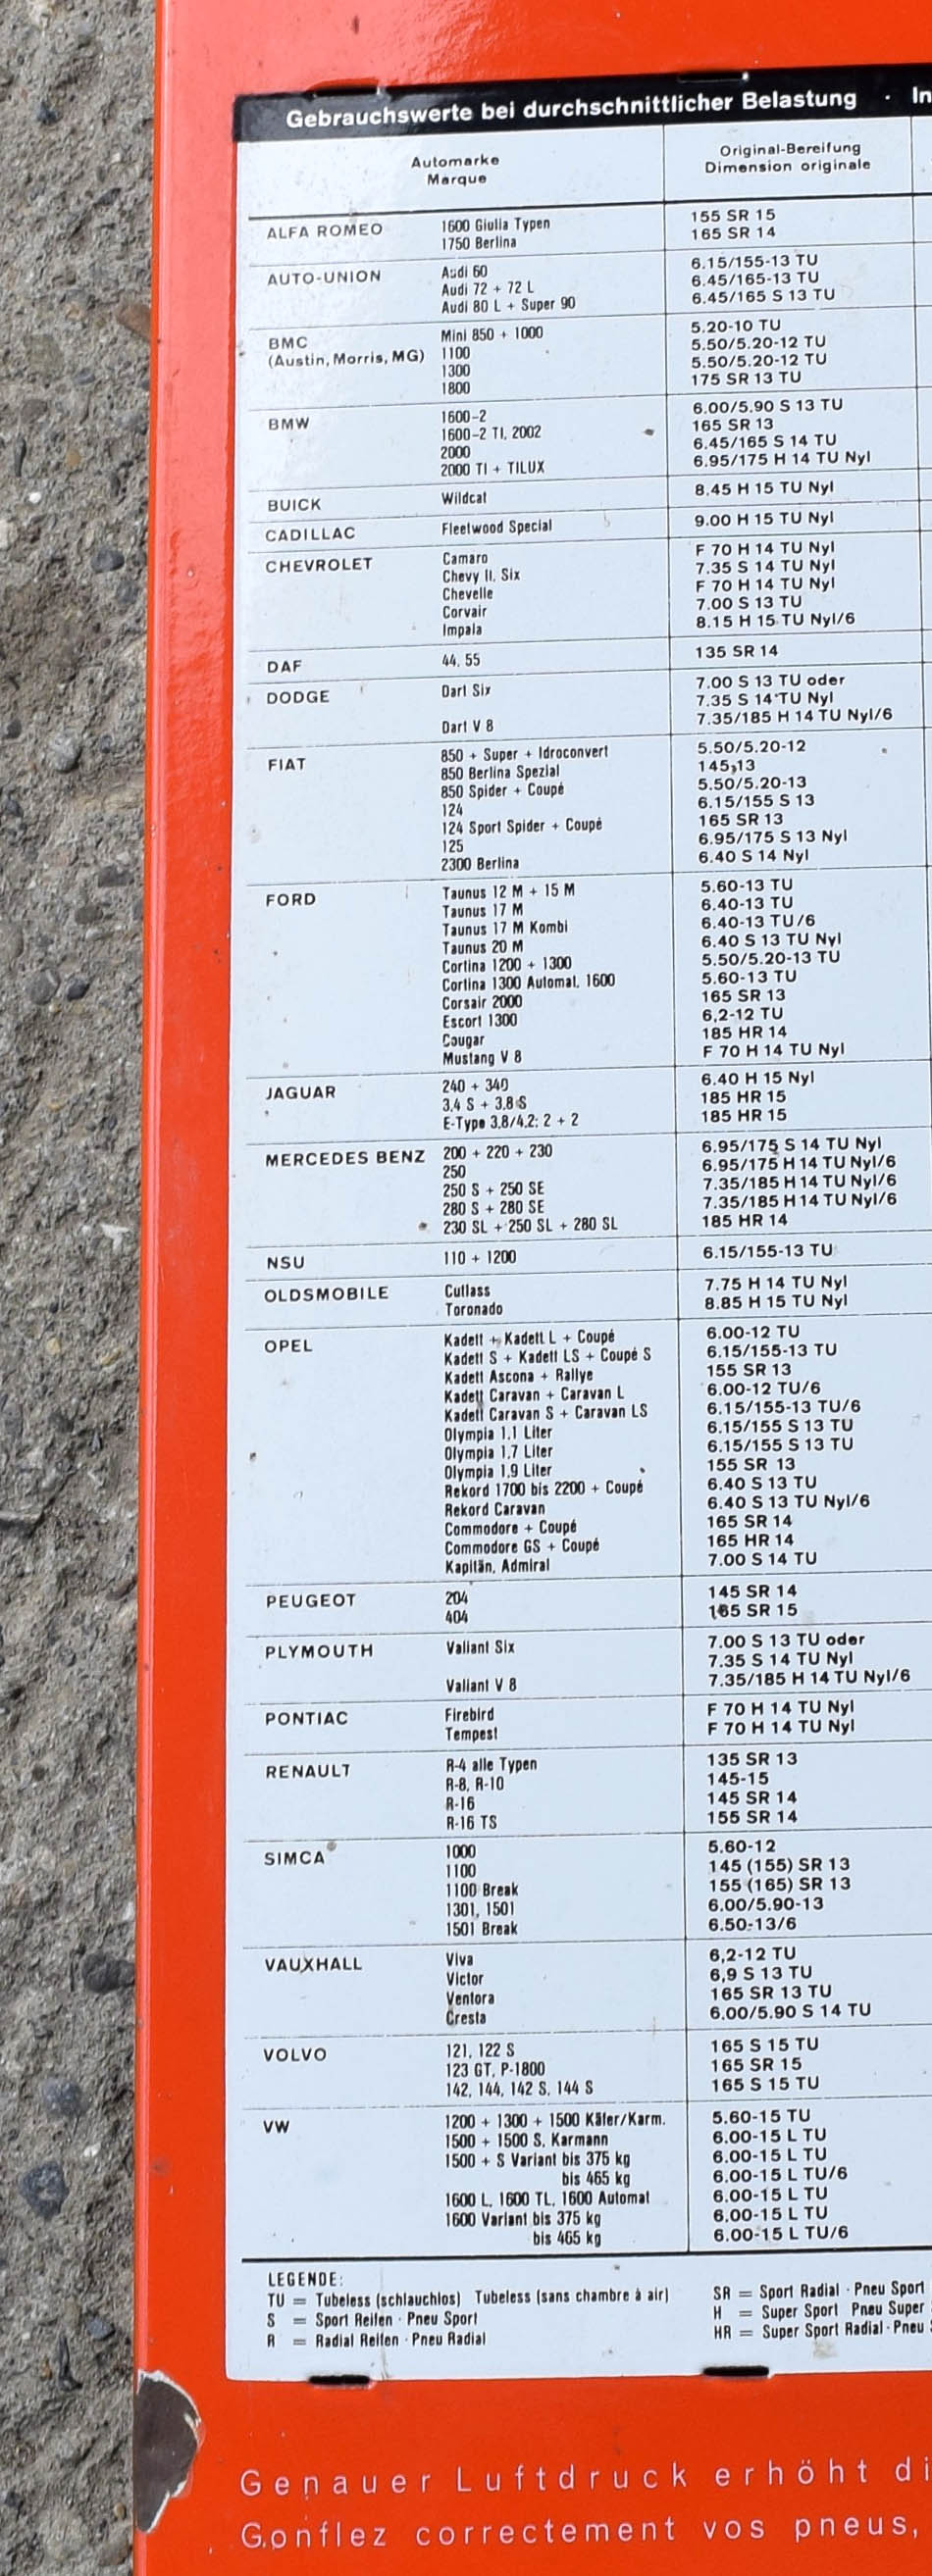 Gebrauchswerte bei durchschnittlicher Belastung · In
Automarke Original-Bereifung
Marque Dimension originale
ALFA ROMEO 1600 Giulia Typen 155 SR 15
1750 Berlina 165 SR 14
AUTO-UNION Audi 60 6.15/155-13 TU
Audi 72 + 72 L 6.45/165-13 TU
Audi 80 L + Super 90 6.45/165 S 13 TU
BMC Mini 850 + 1000 5.20-10 TU
(Austin, Morris, MG) 1100 5.50/5.20-12 TU
1300 5.50/5.20-12 TU
1800 175 SR 13 TU
BMW 1600-2 6.00/5.90 S 13 TU
1600-2 TI, 2002 165 SR 13
2000 6.45/165 S 14 TU
2000 TI + TILUX 6.95/175 H 14 TU Nyl
BUICK Wildcat 8.45 H 15 TU Nyl
CADILLAC Fleetwood Special 9.00 H 15 TU Nyl
CHEVROLET Camaro F 70 H 14 TU Nyl
Chevy II, Six 7.35 S 14 TU Nyl
Chevelle F 70 H 14 TU Nyl
Corvair 7.00 S 13 TU
Impala 8.15 H 15 TU Nyl/6
DAF 44, 55 135 SR 14
DODGE Dart Six 7.00 S 13 TU oder
7.35 S 14 TU Nyl
Dart V 8 7.35/185 H 14 TU Nyl/6
FIAT 850 + Super + Idroconvert 5.50/5.20-12
850 Berlina Spezial 145,13
850 Spider + Coupé 5.50/5.20-13
124 6.15/155 S 13
124 Sport Spider + Coupé 165 SR 13
125 6.95/175 S 13 Nyl
2300 Berlina 6.40 S 14 Nyl
FORD Taunus 12 M + 15 M 5.60-13 TU
Taunus 17 M 6.40-13 TU
Taunus 17 M Kombi 6.40-13 TU/6
Taunus 20 M 6.40 S 13 TU Nyl
Cortina 1200 + 1300 5.50/5.20-13 TU
Cortina 1300 Automat. 1600 5.60-13 TU
Corsair 2000 165 SR 13
Escort 1300 6,2-12 TU
Cougar 185 HR 14
Mustang V 8 F 70 H 14 TU Nyl
JAGUAR 240 + 340 6.40 H 15 Nyl
3,4 S + 3,8 S 185 HR 15
E-Type 3,8/4,2: 2 + 2 185 HR 15
MERCEDES BENZ 200 + 220 + 230 6.95/175 S 14 TU Nyl
250 6.95/175 H 14 TU Nyl/6
250 S + 250 SE 7.35/185 H 14 TU Nyl/6
280 S + 280 SE 7.35/185 H 14 TU Nyl/6
230 SL + 250 SL + 280 SL 185 HR 14
NSU 110 + 1200 6.15/155-13 TU
OLDSMOBILE Cutlass 7.75 H 14 TU Nyl
Toronado 8.85 H 15 TU Nyl
OPEL Kadett + Kadett L + Coupé 6.00-12 TU
Kadett S + Kadett LS + Coupé S 6.15/155-13 TU
Kadett Ascona + Rallye 155 SR 13
Kadett Caravan + Caravan L 6.00-12 TU/6
Kadett Caravan S + Caravan LS 6.15/155-13 TU/6
Olympia 1,1 Liter 6.15/155 S 13 TU
Olympia 1,7 Liter 6.15/155 S 13 TU
Olympia 1,9 Liter 155 SR 13
Rekord 1700 bis 2200 + Coupé 6.40 S 13 TU
Rekord Caravan 6.40 S 13 TU Nyl/6
Commodore + Coupé 165 SR 14
Commodore GS + Coupé 165 HR 14
Kapitän, Admiral 7.00 S 14 TU
PEUGEOT 204 145 SR 14
404 165 SR 15
PLYMOUTH Valiant Six 7.00 S 13 TU oder
7.35 S 14 TU Nyl
Valiant V 8 7.35/185 H 14 TU Nyl/6
PONTIAC Firebird F 70 H 14 TU Nyl
Tempest F 70 H 14 TU Nyl
RENAULT R-4 alle Typen 135 SR 13
R-8, R-10 145-15
R-16 145 SR 14
R-16 TS 155 SR 14
SIMCA 1000 5.60-12
1100 145 (155) SR 13
1100 Break 155 (165) SR 13
1301, 1501 6.00/5.90-13
1501 Break 6.50-13/6
VAUXHALL Viva 6,2-12 TU
Victor 6,9 S 13 TU
Ventora 165 SR 13 TU
Cresta 6.00/5.90 S 14 TU
VOLVO 121, 122 S 165 S 15 TU
123 GT, P-1800 165 SR 15
142, 144, 142 S, 144 S 165 S 15 TU
VW 1200 + 1300 + 1500 Käfer/Karm. 5.60-15 TU
1500 + 1500 S, Karmann 6.00-15 L TU
1500 + S Variant bis 375 kg 6.00-15 L TU
bis 465 kg 6.00-15 L TU/6
1600 L, 1600 TL, 1600 Automat 6.00-15 L TU
1600 Variant bis 375 kg 6.00-15 L TU
bis 465 kg 6.00-15 L TU/6
LEGENDE:
TU = Tubeless (schlauchlos) Tubeless (sans chambre à air) SR = Sport Radial · Pneu Sport
S = Sport Reifen · Pneu Sport H = Super Sport Pneu Super
R = Radial Reifen · Pneu Radial HR = Super Sport Radial · Pneu S
Genauer Luftdruck erhöht di
Gonflez correctement vos pneus,